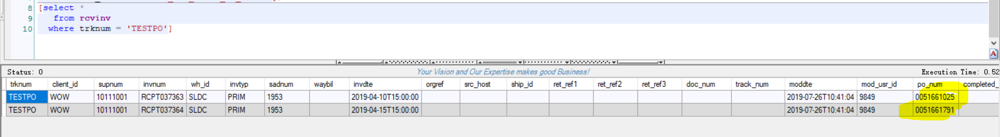 8 [select *
9 from rcvinv
10 where trknum = 'TESTPO']
Status: 0 Your Vision and Our Expertise makes good Business! Execution Time: 0.52
trknum client_id supnum invnum wh_id invtyp sadnum waybil invdte orgref src_host ship_id ret_ref1 ret_ref2 ret_ref3 doc_num track_num moddte mod_usr_id po_num completed_
TESTPO WOW 10111001 RCPT037363 SLDC PRIM 1953 2019-04-10T15:00:00 2019-07-26T10:41:04 9849 0051661025
TESTPO WOW 10111001 RCPT037364 SLDC PRIM 1953 2019-04-15T15:00:00 2019-07-26T10:41:04 9849 0051661791